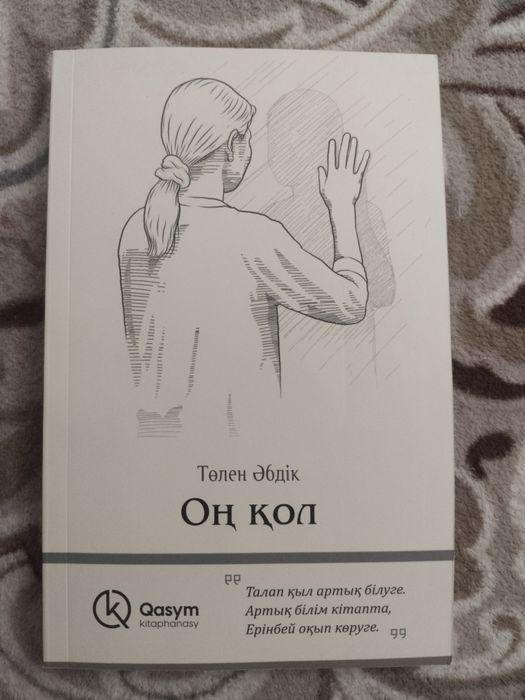 Төлен Әбдік
Оң қол
Qasym
kitaphanasy
Талап қыл артық білуге.
Артық білім кітапта,
Ерінбей оқып көруге.